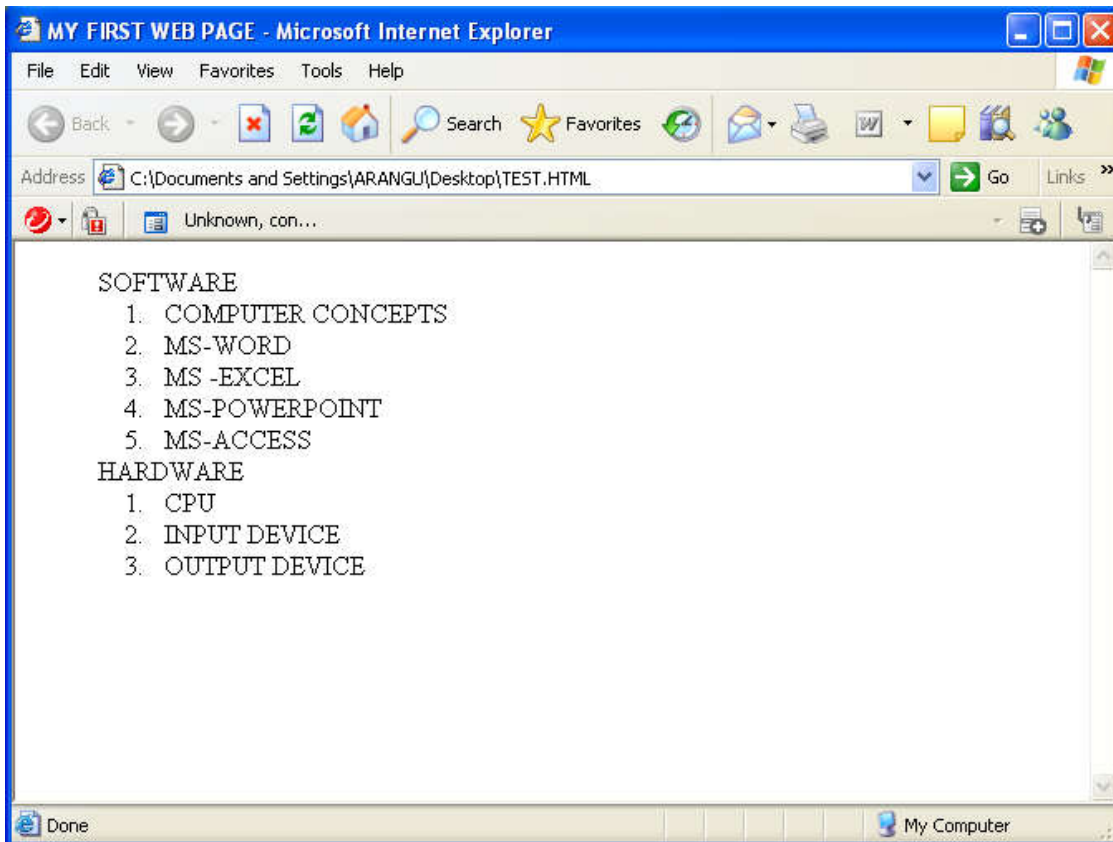 MY FIRST WEB PAGE - Microsoft Internet Explorer
File Edit View Favorites Tools Help
Back Search Favorites W
Address C:\Documents and Settings\ARANGU\Desktop\TEST.HTML Go Links »
Unknown, con...
SOFTWARE
1. COMPUTER CONCEPTS
2. MS-WORD
3. MS -EXCEL
4. MS-POWERPOINT
5. MS-ACCESS
HARDWARE
1. CPU
2. INPUT DEVICE
3. OUTPUT DEVICE
Done My Computer